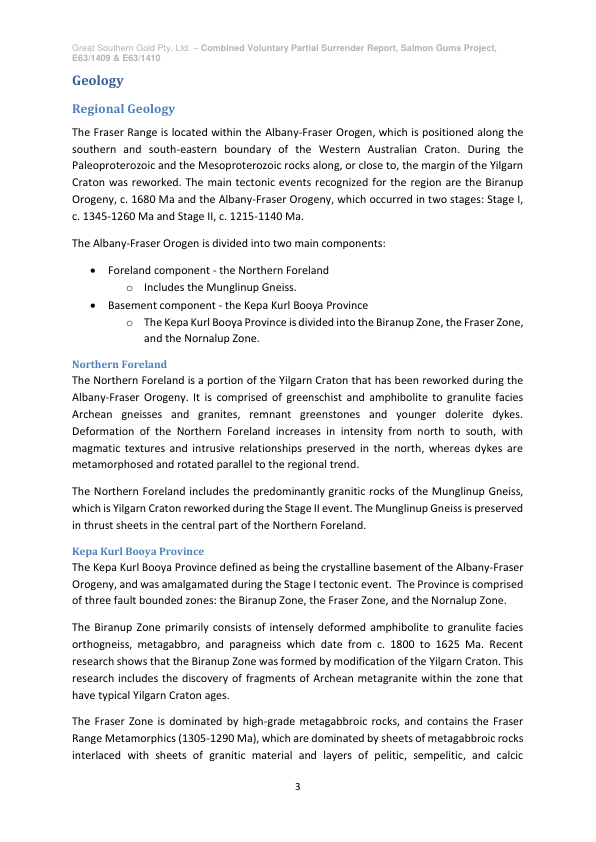 Great Southern Gold Pty. Ltd. – Combined Voluntary Partial Surrender Report, Salmon Gums Project,
E63/1409 & E63/1410
Geology
Regional Geology
The Fraser Range is located within the Albany-Fraser Orogen, which is positioned along the
southern and south-eastern boundary of the Western Australian Craton. During the
Paleoproterozoic and the Mesoproterozoic rocks along, or close to, the margin of the Yilgarn
Craton was reworked. The main tectonic events recognized for the region are the Biranup
Orogeny, c. 1680 Ma and the Albany-Fraser Orogeny, which occurred in two stages: Stage I,
c. 1345-1260 Ma and Stage II, c. 1215-1140 Ma.
The Albany-Fraser Orogen is divided into two main components:
• Foreland component - the Northern Foreland
o Includes the Munglinup Gneiss.
• Basement component - the Kepa Kurl Booya Province
o The Kepa Kurl Booya Province is divided into the Biranup Zone, the Fraser Zone,
and the Nornalup Zone.
Northern Foreland
The Northern Foreland is a portion of the Yilgarn Craton that has been reworked during the
Albany-Fraser Orogeny. It is comprised of greenschist and amphibolite to granulite facies
Archean gneisses and granites, remnant greenstones and younger dolerite dykes.
Deformation of the Northern Foreland increases in intensity from north to south, with
magmatic textures and intrusive relationships preserved in the north, whereas dykes are
metamorphosed and rotated parallel to the regional trend.
The Northern Foreland includes the predominantly granitic rocks of the Munglinup Gneiss,
which is Yilgarn Craton reworked during the Stage II event. The Munglinup Gneiss is preserved
in thrust sheets in the central part of the Northern Foreland.
Kepa Kurl Booya Province
The Kepa Kurl Booya Province defined as being the crystalline basement of the Albany-Fraser
Orogeny, and was amalgamated during the Stage I tectonic event.  The Province is comprised
of three fault bounded zones: the Biranup Zone, the Fraser Zone, and the Nornalup Zone.
The Biranup Zone primarily consists of intensely deformed amphibolite to granulite facies
orthogneiss, metagabbro, and paragneiss which date from c. 1800 to 1625 Ma. Recent
research shows that the Biranup Zone was formed by modification of the Yilgarn Craton. This
research includes the discovery of fragments of Archean metagranite within the zone that
have typical Yilgarn Craton ages.
The Fraser Zone is dominated by high-grade metagabbroic rocks, and contains the Fraser
Range Metamorphics (1305-1290 Ma), which are dominated by sheets of metagabbroic rocks
interlaced with sheets of granitic material and layers of pelitic, sempelitic, and calcic
3